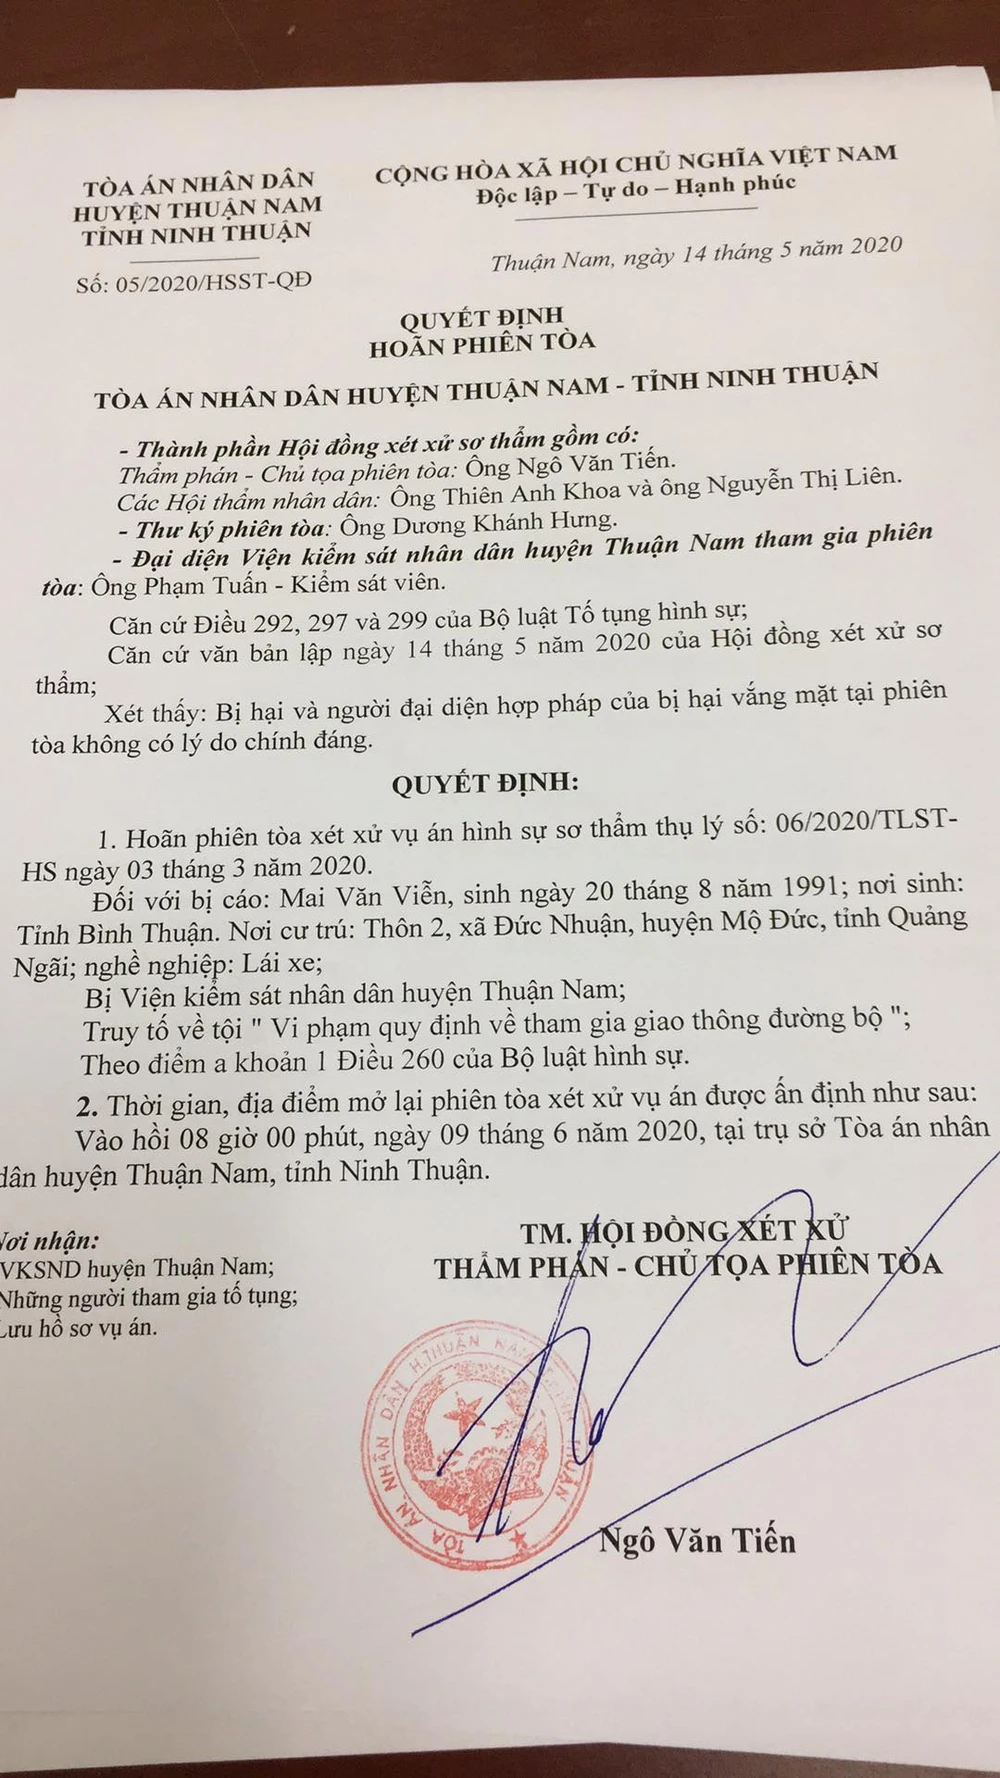 TÒA ÁN NHÂN DÂN
HUYỆN THUẬN NAM
TỈNH NINH THUẬN
Số: 05/2020/HSST-QĐ
CỘNG HÒA XÃ HỘI CHỦ NGHĨA VIỆT NAM
Độc lập – Tự do – Hạnh phúc
Thuận Nam, ngày 14 tháng 5 năm 2020
QUYẾT ĐỊNH
HOÃN PHIÊN TÒA
TÒA ÁN NHÂN DÂN HUYỆN THUẬN NAM - TỈNH NINH THUẬN
- Thành phần Hội đồng xét xử sơ thẩm gồm có:
Thẩm phán - Chủ tọa phiên tòa: Ông Ngô Văn Tiến.
Các Hội thẩm nhân dân: Ông Thiên Anh Khoa và ông Nguyễn Thị Liên.
- Thư ký phiên tòa: Ông Dương Khánh Hưng.
- Đại diện Viện kiểm sát nhân dân huyện Thuận Nam tham gia phiên
tòa: Ông Phạm Tuấn - Kiểm sát viên.
Căn cứ Điều 292, 297 và 299 của Bộ luật Tố tụng hình sự;
Căn cứ văn bản lập ngày 14 tháng 5 năm 2020 của Hội đồng xét xử sơ
thẩm;
Xét thấy: Bị hại và người đại diện hợp pháp của bị hại vắng mặt tại phiên
tòa không có lý do chính đáng.
QUYẾT ĐỊNH:
1. Hoãn phiên tòa xét xử vụ án hình sự sơ thẩm thụ lý số: 06/2020/TLST-
HS ngày 03 tháng 3 năm 2020.
Đối với bị cáo: Mai Văn Viễn, sinh ngày 20 tháng 8 năm 1991; nơi sinh:
Tỉnh Bình Thuận. Nơi cư trú: Thôn 2, xã Đức Nhuận, huyện Mộ Đức, tỉnh Quảng
Ngãi; nghề nghiệp: Lái xe;
Bị Viện kiểm sát nhân dân huyện Thuận Nam;
Truy tố về tội " Vi phạm quy định về tham gia giao thông đường bộ ";
Theo điểm a khoản 1 Điều 260 của Bộ luật hình sự.
2. Thời gian, địa điểm mở lại phiên tòa xét xử vụ án được ấn định như sau:
Vào hồi 08 giờ 00 phút, ngày 09 tháng 6 năm 2020, tại trụ sở Tòa án nhân
dân huyện Thuận Nam, tỉnh Ninh Thuận.
Nơi nhận:
VKSND huyện Thuận Nam;
Những người tham gia tố tụng;
Lưu hồ sơ vụ án.
TM. HỘI ĐỒNG XÉT XỬ
THẨM PHÁN - CHỦ TỌA PHIÊN TÒA
TÒA ÁN NHÂN DÂN H.THUẬN NAM
Ngô Văn Tiến